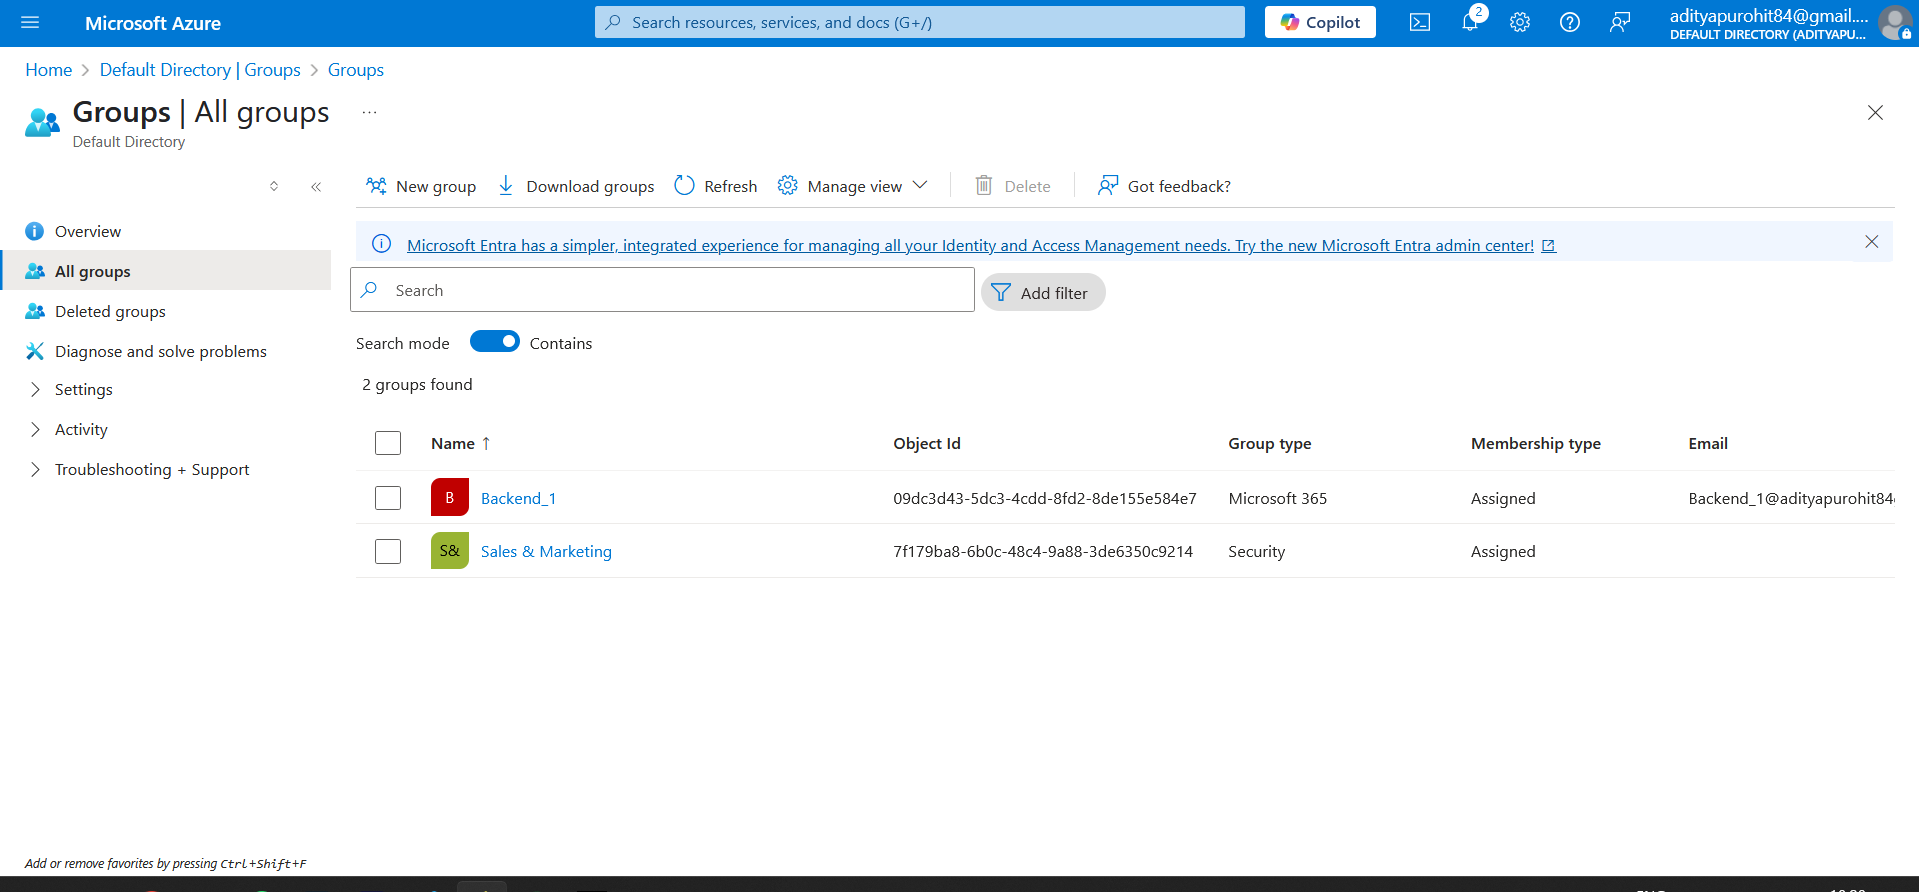 Microsoft Azure
Search resources, services, and docs (G+/)
Copilot
2
adityapurohit84@gmail....
DEFAULT DIRECTORY (ADITYAPU...
Home > Default Directory | Groups > Groups
Groups | All groups ...
Default Directory
New group
Download groups
Refresh
Manage view
Delete
Got feedback?
Overview
All groups
Deleted groups
Diagnose and solve problems
Settings
Activity
Troubleshooting + Support
Microsoft Entra has a simpler, integrated experience for managing all your Identity and Access Management needs. Try the new Microsoft Entra admin center!
Search
Add filter
Search mode Contains
2 groups found
Name ↑ Object Id Group type Membership type Email
B Backend_1 09dc3d43-5dc3-4cdd-8fd2-8de155e584e7 Microsoft 365 Assigned Backend_1@adityapurohit84
S& Sales & Marketing 7f179ba8-6b0c-48c4-9a88-3de6350c9214 Security Assigned
Add or remove favorites by pressing Ctrl+Shift+F